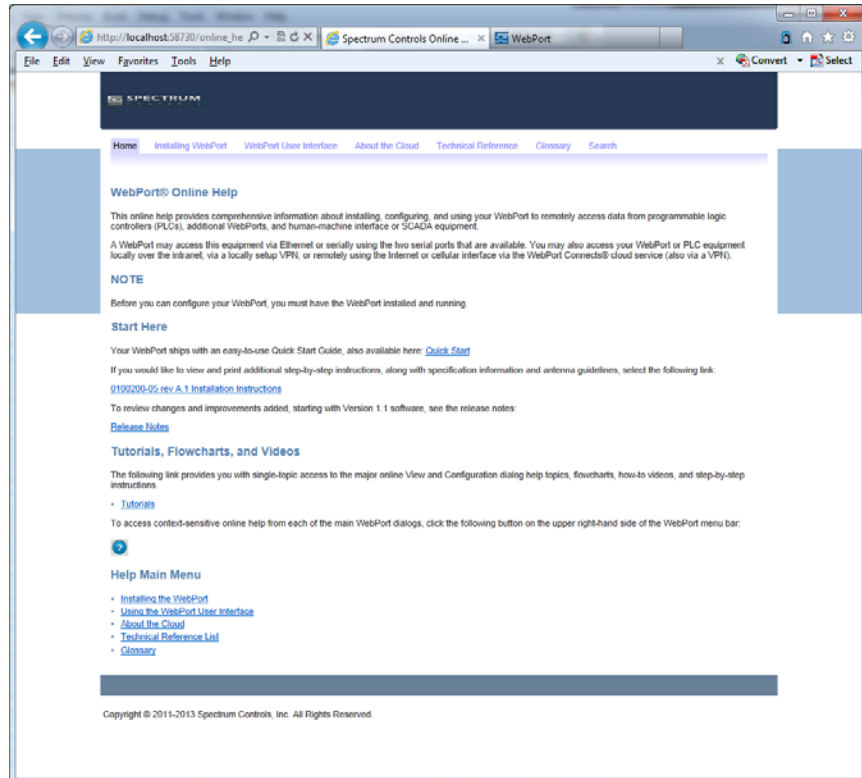 http://localhost:58730/online_he
Spectrum Controls Online ...
WebPort
File Edit View Favorites Tools Help
x Convert Select
SPECTRUM
Home Installing WebPort WebPort User Interface About the Cloud Technical Reference Glossary Search
WebPort® Online Help
This online help provides comprehensive information about installing, configuring, and using your WebPort to remotely access data from programmable logic
controllers (PLCs), additional WebPorts, and human-machine interface or SCADA equipment.
A WebPort may access this equipment via Ethernet or serially using the two serial ports that are available. You may also access your WebPort or PLC equipment
locally over the intranet, via a locally setup VPN, or remotely using the Internet or cellular interface via the WebPort Connects® cloud service (also via a VPN).
NOTE
Before you can configure your WebPort, you must have the WebPort installed and running.
Start Here
Your WebPort ships with an easy-to-use Quick Start Guide, also available here: Quick Start
If you would like to view and print additional step-by-step instructions, along with specification information and antenna guidelines, select the following link:
0100200-05 rev A.1 Installation Instructions
To review changes and improvements added, starting with Version 1.1 software, see the release notes:
Release Notes
Tutorials, Flowcharts, and Videos
The following link provides you with single-topic access to the major online View and Configuration dialog help topics, flowcharts, how-to videos, and step-by-step
instructions.
Tutorials
To access context-sensitive online help from each of the main WebPort dialogs, click the following button on the upper right-hand side of the WebPort menu bar:
?
Help Main Menu
Installing the WebPort
Using the WebPort User Interface
About the Cloud
Technical Reference List
Glossary
Copyright © 2011-2013 Spectrum Controls, Inc. All Rights Reserved.